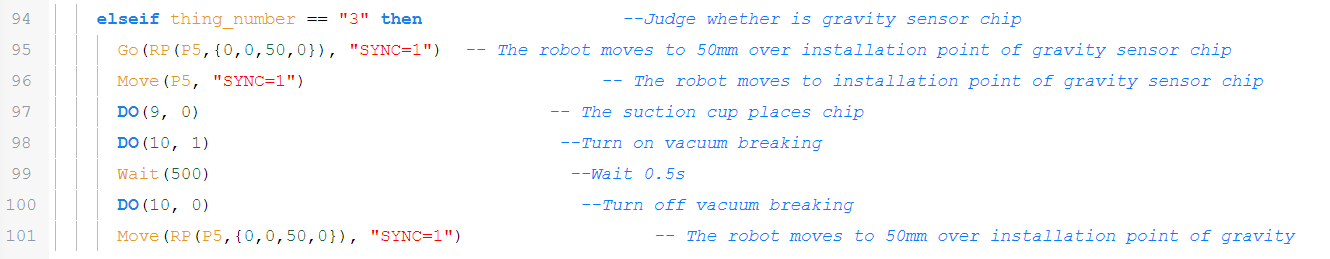 94 elseif thing_number == "3" then --Judge whether is gravity sensor chip
95 Go(RP(P5,{0,0,50,0}), "SYNC=1") -- The robot moves to 50mm over installation point of gravity sensor chip
96 Move(P5, "SYNC=1") -- The robot moves to installation point of gravity sensor chip
97 DO(9, 0) -- The suction cup places chip
98 DO(10, 1) --Turn on vacuum breaking
99 Wait(500) --Wait 0.5s
100 DO(10, 0) --Turn off vacuum breaking
101 Move(RP(P5,{0,0,50,0}), "SYNC=1") -- The robot moves to 50mm over installation point of gravity